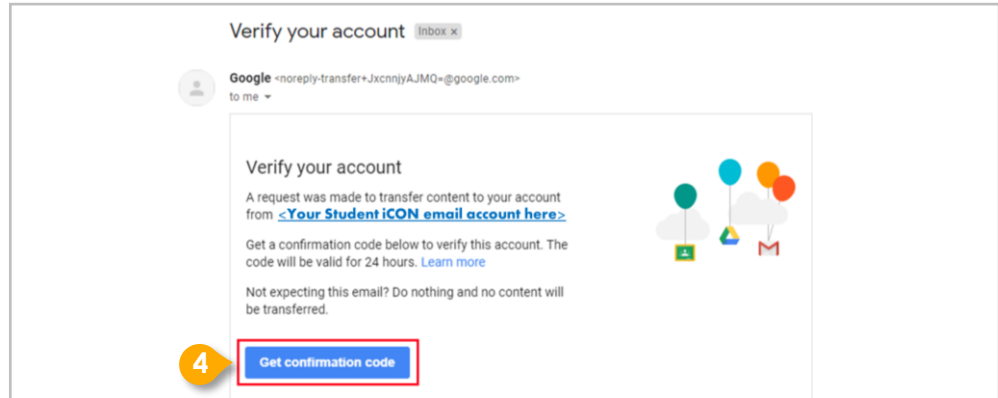 Verify your account Inbox x
Google <noreply-transfer+JxcnnjyAJMQ=@google.com>
to me
Verify your account
A request was made to transfer content to your account
from <Your Student iCON email account here>
Get a confirmation code below to verify this account. The
code will be valid for 24 hours. Learn more
Not expecting this email? Do nothing and no content will
be transferred.
4 Get confirmation code